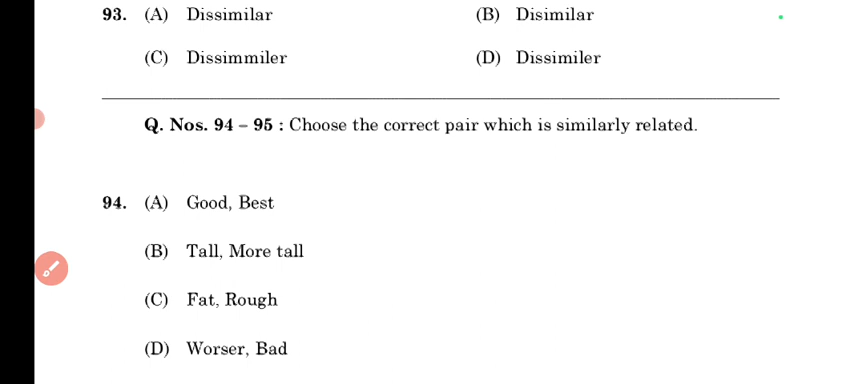 93. (A) Dissimilar (B) Disimilar
(C) Dissimmiler (D) Dissimiler
Q. Nos. 94 – 95 : Choose the correct pair which is similarly related.
94. (A) Good, Best
(B) Tall, More tall
(C) Fat, Rough
(D) Worser, Bad